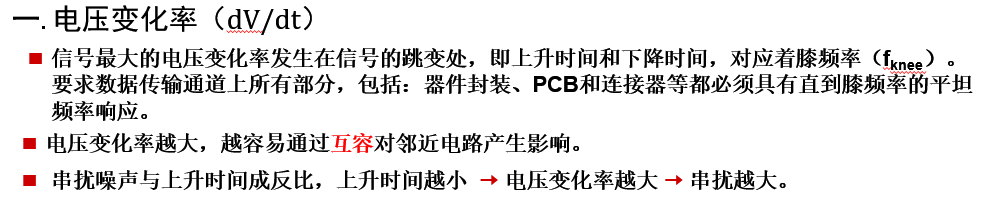 一. 电压变化率（dV/dt）
■ 信号最大的电压变化率发生在信号的跳变处，即上升时间和下降时间，对应着膝频率（fknee）。
要求数据传输通道上所有部分，包括：器件封装、PCB和连接器等都必须具有直到膝频率的平坦
频率响应。
■ 电压变化率越大，越容易通过互容对邻近电路产生影响。
■ 串扰噪声与上升时间成反比，上升时间越小 → 电压变化率越大 → 串扰越大。